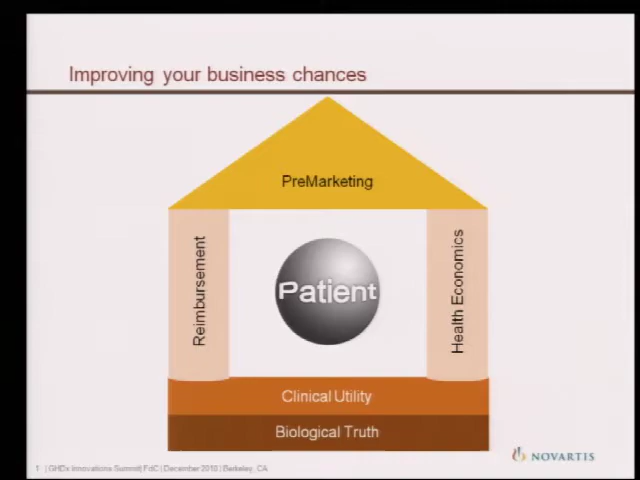 Improving your business chances
PreMarketing
Reimbursement
Patient
Health Economics
Clinical Utility
Biological Truth
1 | GHDx Innovations Summit| FdC | December 2010 | Berkeley, CA
NOVARTIS